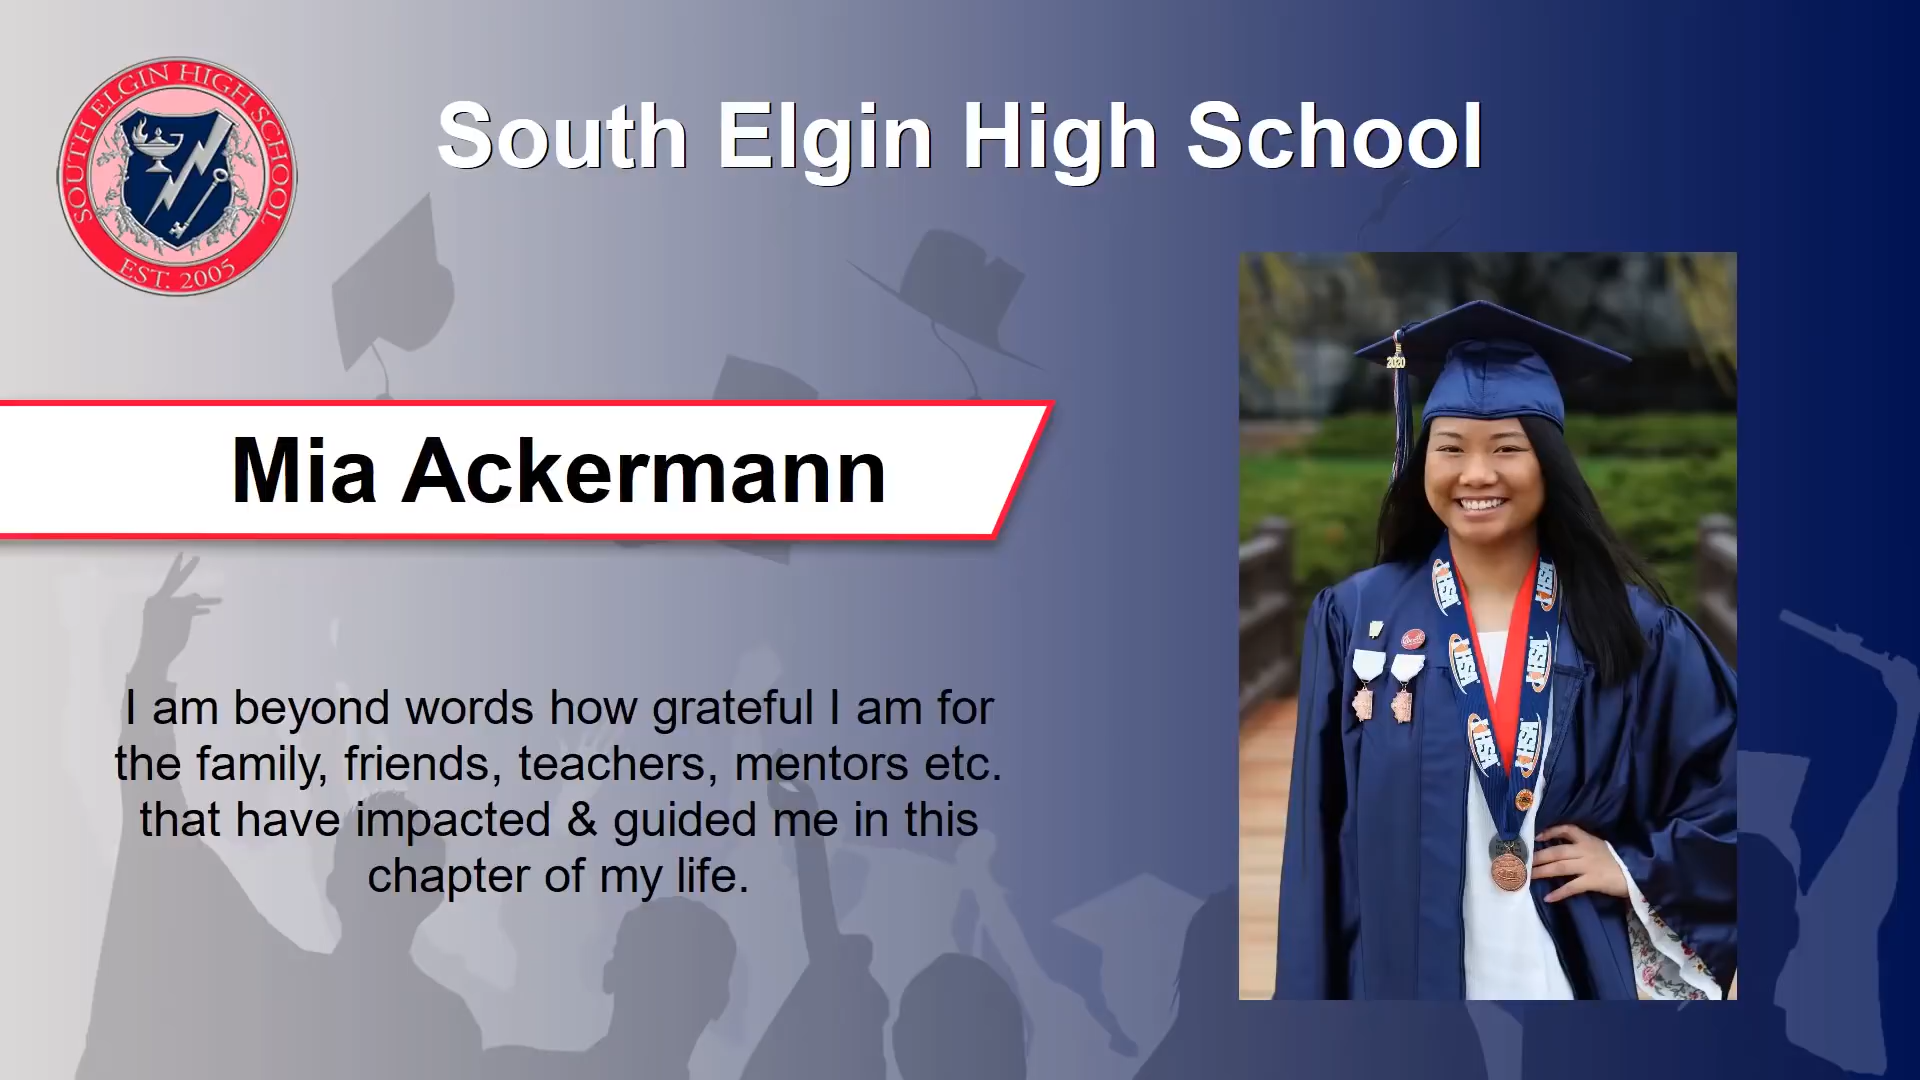 SOUTH ELGIN HIGH SCHOOL
EST. 2005
South Elgin High School
Mia Ackermann
I am beyond words how grateful I am for
the family, friends, teachers, mentors etc.
that have impacted & guided me in this
chapter of my life.
2020
IHSA
IHSA
IHSA
IHSA
IHSA
IHSA